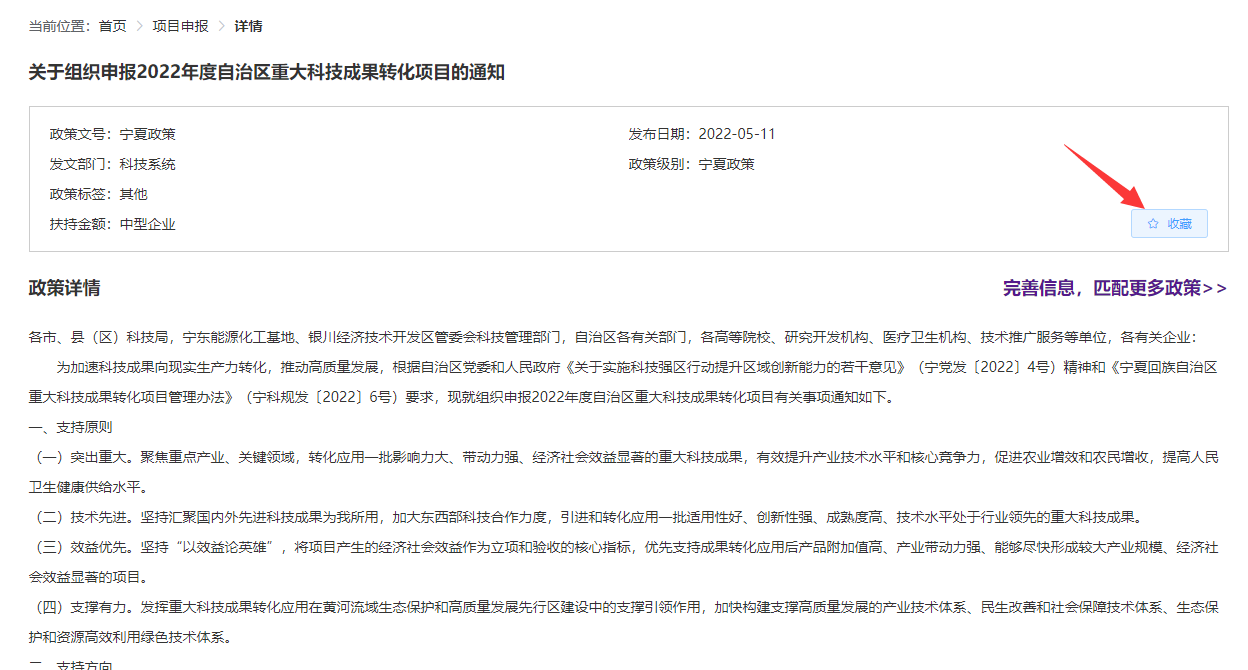 当前位置：首页 > 项目申报 > 详情
关于组织申报2022年度自治区重大科技成果转化项目的通知
政策文号：宁夏政策
发布日期：2022-05-11
发文部门：科技系统
政策级别：宁夏政策
政策标签：其他
扶持金额：中型企业
收藏
政策详情
完善信息，匹配更多政策>>
各市、县（区）科技局，宁东能源化工基地、银川经济技术开发区管委会科技管理部门，自治区各有关部门，各高等院校、研究开发机构、医疗卫生机构、技术推广服务等单位，各有关企业：
为加速科技成果向现实生产力转化，推动高质量发展，根据自治区党委和人民政府《关于实施科技强区行动提升区域创新能力的若干意见》（宁党发〔2022〕4号）精神和《宁夏回族自治区
重大科技成果转化项目管理办法》（宁科规发〔2022〕6号）要求，现就组织申报2022年度自治区重大科技成果转化项目有关事项通知如下。
一、支持原则
（一）突出重大。聚焦重点产业、关键领域，转化应用一批影响力大、带动力强、经济社会效益显著的重大科技成果，有效提升产业技术水平和核心竞争力，促进农业增效和农民增收，提高人民
卫生健康供给水平。
（二）技术先进。坚持汇聚国内外先进科技成果为我所用，加大东西部科技合作力度，引进和转化应用一批适用性好、创新性强、成熟度高、技术水平处于行业领先的重大科技成果。
（三）效益优先。坚持“以效益论英雄”，将项目产生的经济社会效益作为立项和验收的核心指标，优先支持成果转化应用后产品附加值高、产业带动力强、能够尽快形成较大产业规模、经济社
会效益显著的项目。
（四）支撑有力。发挥重大科技成果转化应用在黄河流域生态保护和高质量发展先行区建设中的支撑引领作用，加快构建支撑高质量发展的产业技术体系、民生改善和社会保障技术体系、生态保
护和资源高效利用绿色技术体系。
二、支持方向